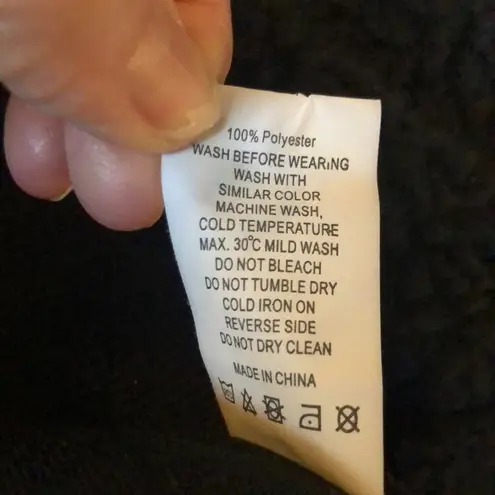 100% Polyester
WASH BEFORE WEARING
WASH WITH
SIMILAR COLOR
MACHINE WASH,
COLD TEMPERATURE
MAX. 30°C MILD WASH
DO NOT BLEACH
DO NOT TUMBLE DRY
COLD IRON ON
REVERSE SIDE
DO NOT DRY CLEAN
MADE IN CHINA